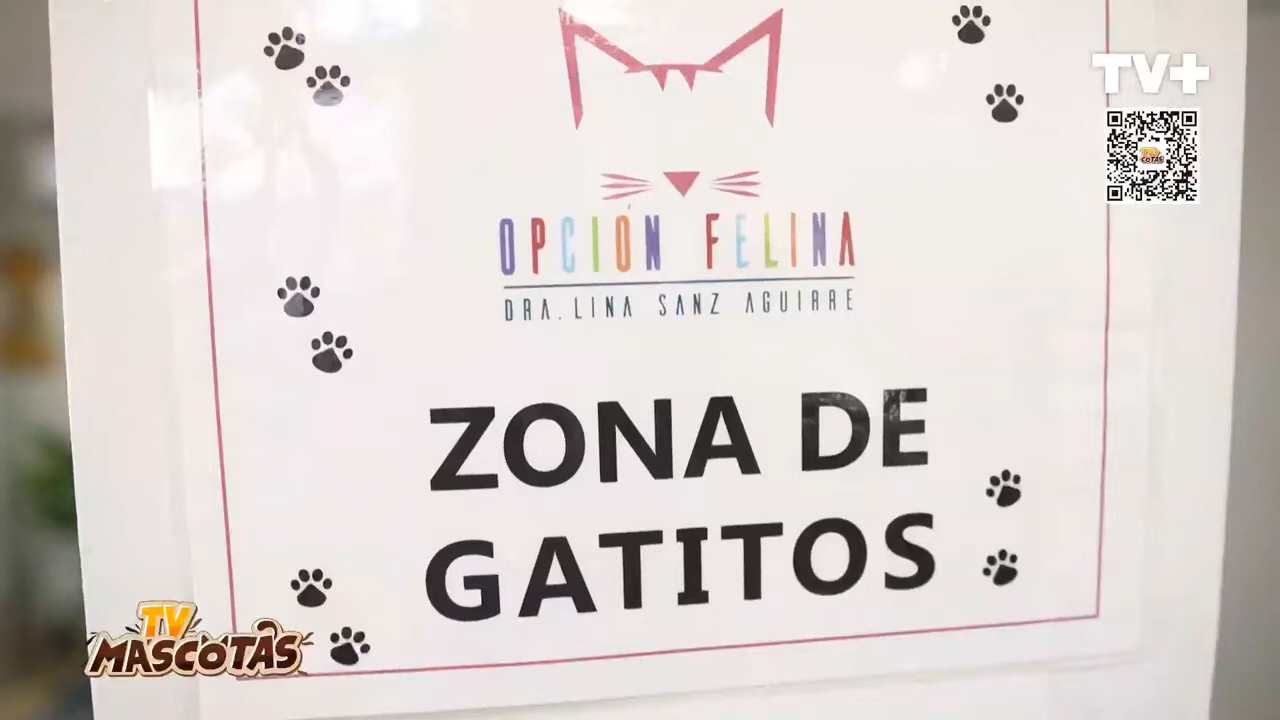 TV+
OPCIÓN FELINA
DRA. LINA SANZ AGUIRRE
ZONA DE
GATITOS
TV
MASCOTAS